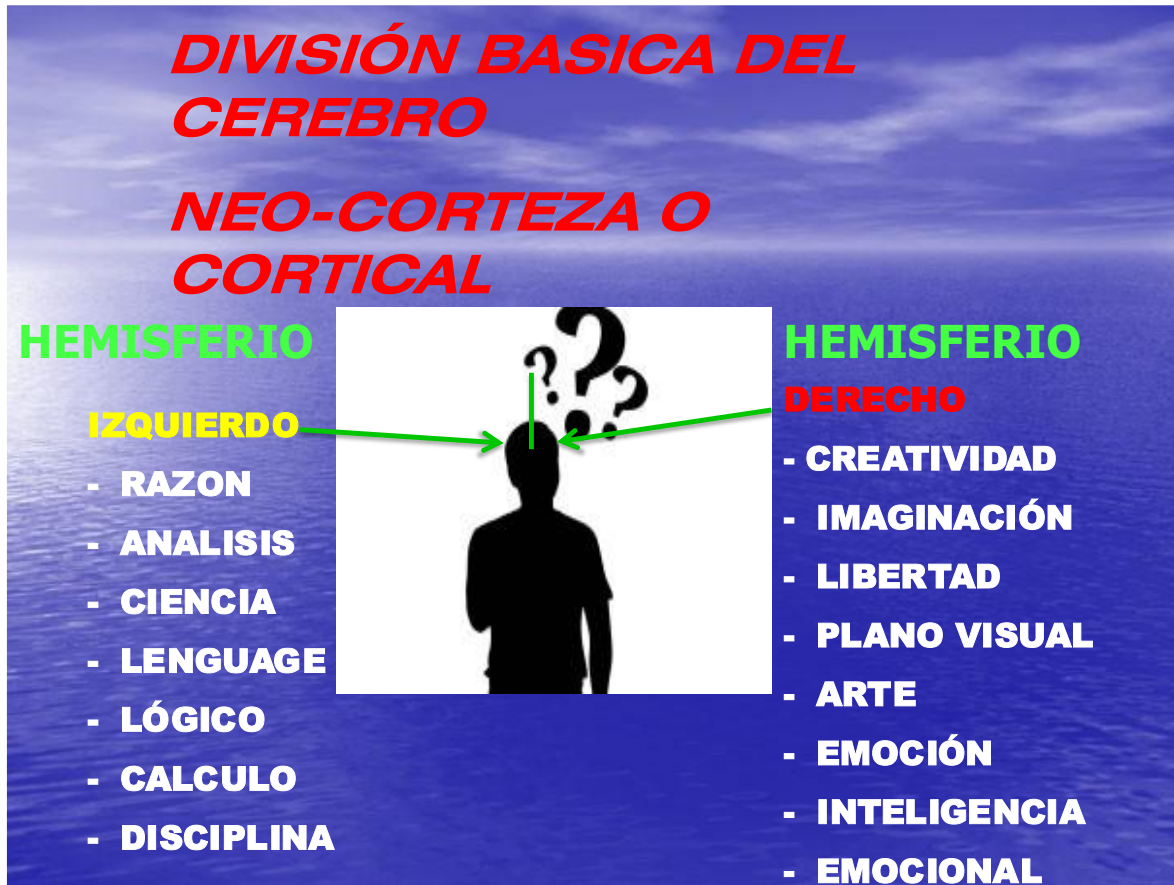 DIVISIÓN BASICA DEL
CEREBRO
NEO-CORTEZA O
CORTICAL
HEMISFERIO
IZQUIERDO
- RAZON
- ANALISIS
- CIENCIA
- LENGUAGE
- LÓGICO
- CALCULO
- DISCIPLINA
HEMISFERIO
DERECHO
- CREATIVIDAD
- IMAGINACIÓN
- LIBERTAD
- PLANO VISUAL
- ARTE
- EMOCIÓN
- INTELIGENCIA
- EMOCIONAL
???